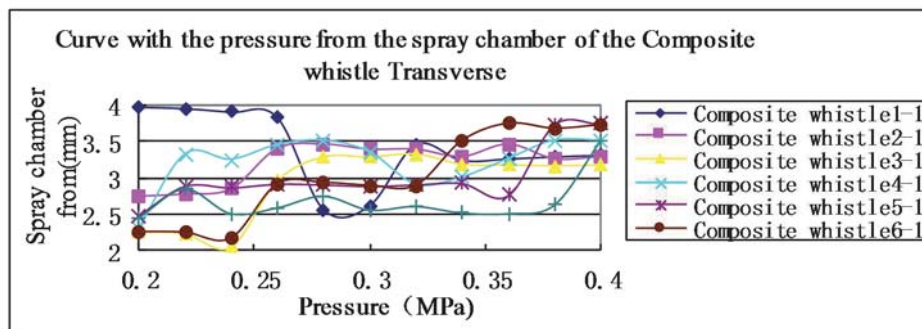 Curve with the pressure from the spray chamber of the Composite
whistle Transverse
Spray chamber
from(mm)
4
3.5
3
2.5
2
0.2
0.25
0.3
0.35
0.4
Pressure（MPa）
Composite whistle1-1
Composite whistle2-1
Composite whistle3-1
Composite whistle4-1
Composite whistle5-1
Composite whistle6-1